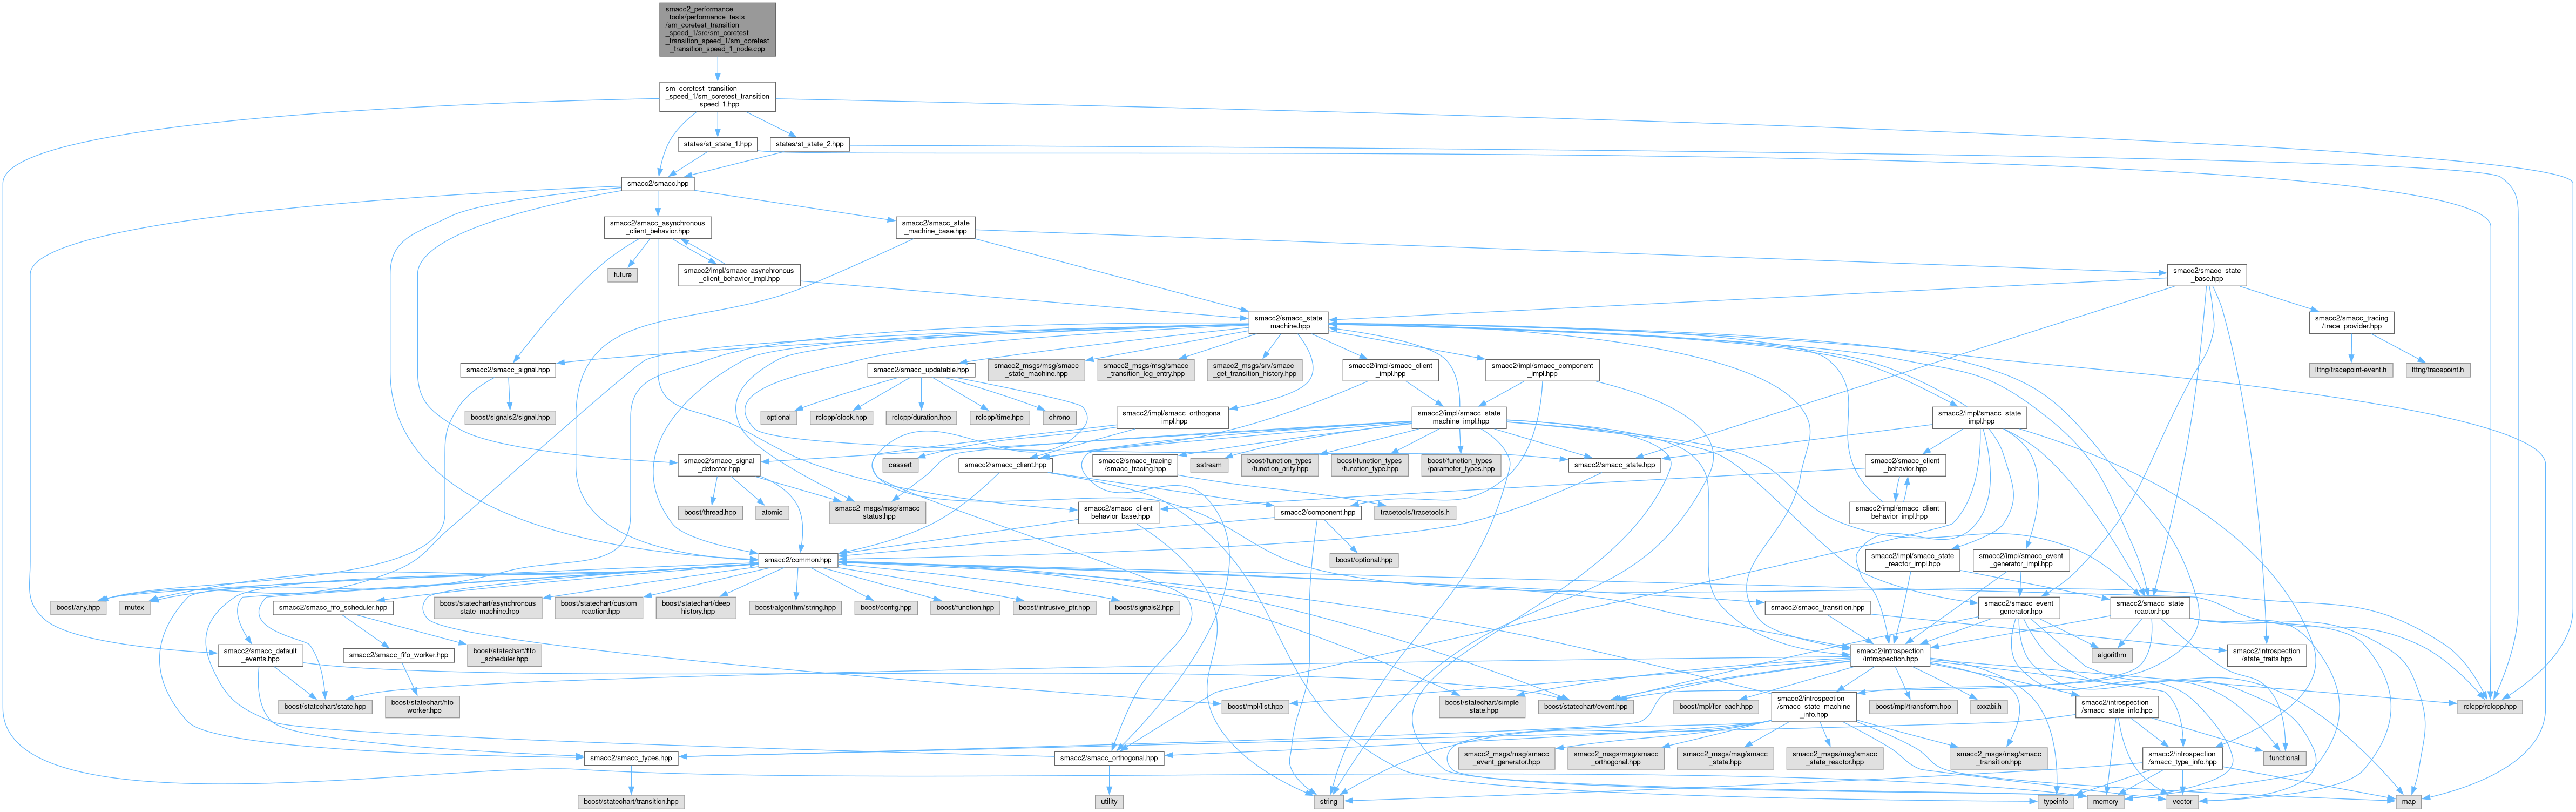 smacc2_performance
_tools/performance_tests
/sm_coretest_transition
_speed_1/src/sm_coretest
_transition_speed_1/sm_coretest
_transition_speed_1_node.cpp
sm_coretest_transition
_speed_1/sm_coretest_transition
_speed_1.hpp
states/st_state_1.hpp
states/st_state_2.hpp
smacc2/smacc.hpp
smacc2/smacc_asynchronous
_client_behavior.hpp
smacc2/smacc_state
_machine_base.hpp
future
smacc2/impl/smacc_asynchronous
_client_behavior_impl.hpp
smacc2/smacc_state
_base.hpp
smacc2/smacc_state
_machine.hpp
smacc2/smacc_tracing
/trace_provider.hpp
smacc2/smacc_signal.hpp
smacc2/smacc_updatable.hpp
smacc2_msgs/msg/smacc
_state_machine.hpp
smacc2_msgs/msg/smacc
_transition_log_entry.hpp
smacc2_msgs/srv/smacc
_get_transition_history.hpp
smacc2/impl/smacc_client
_impl.hpp
smacc2/impl/smacc_component
_impl.hpp
lttng/tracepoint-event.h
lttng/tracepoint.h
boost/signals2/signal.hpp
optional
rclcpp/clock.hpp
rclcpp/duration.hpp
rclcpp/time.hpp
chrono
smacc2/impl/smacc_orthogonal
_impl.hpp
smacc2/impl/smacc_state
_machine_impl.hpp
smacc2/impl/smacc_state
_impl.hpp
smacc2/smacc_signal
_detector.hpp
cassert
smacc2/smacc_client.hpp
smacc2/smacc_tracing
/smacc_tracing.hpp
sstream
boost/function_types
/function_arity.hpp
boost/function_types
/function_type.hpp
boost/function_types
/parameter_types.hpp
smacc2/smacc_state.hpp
smacc2/smacc_client
_behavior.hpp
boost/thread.hpp
atomic
smacc2_msgs/msg/smacc
_status.hpp
smacc2/smacc_client
_behavior_base.hpp
smacc2/component.hpp
tracetools/tracetools.h
smacc2/impl/smacc_client
_behavior_impl.hpp
smacc2/common.hpp
boost/optional.hpp
smacc2/impl/smacc_state
_reactor_impl.hpp
smacc2/impl/smacc_event
_generator_impl.hpp
boost/any.hpp
mutex
smacc2/smacc_fifo_scheduler.hpp
boost/statechart/asynchronous
_state_machine.hpp
boost/statechart/custom
_reaction.hpp
boost/statechart/deep
_history.hpp
boost/algorithm/string.hpp
boost/config.hpp
boost/function.hpp
boost/intrusive_ptr.hpp
boost/signals2.hpp
smacc2/smacc_transition.hpp
smacc2/smacc_event
_generator.hpp
smacc2/smacc_state
_reactor.hpp
smacc2/smacc_default
_events.hpp
smacc2/smacc_fifo_worker.hpp
boost/statechart/fifo
_scheduler.hpp
smacc2/introspection
/introspection.hpp
algorithm
smacc2/introspection
/state_traits.hpp
boost/statechart/state.hpp
boost/statechart/fifo
_worker.hpp
boost/mpl/list.hpp
boost/statechart/simple
_state.hpp
boost/statechart/event.hpp
boost/mpl/for_each.hpp
smacc2/introspection
/smacc_state_machine
_info.hpp
boost/mpl/transform.hpp
cxxabi.h
smacc2/introspection
/smacc_state_info.hpp
rclcpp/rclcpp.hpp
smacc2/smacc_types.hpp
smacc2/smacc_orthogonal.hpp
smacc2_msgs/msg/smacc
_event_generator.hpp
smacc2_msgs/msg/smacc
_orthogonal.hpp
smacc2_msgs/msg/smacc
_state.hpp
smacc2_msgs/msg/smacc
_state_reactor.hpp
smacc2_msgs/msg/smacc
_transition.hpp
smacc2/introspection
/smacc_type_info.hpp
functional
boost/statechart/transition.hpp
utility
string
typeinfo
memory
vector
map